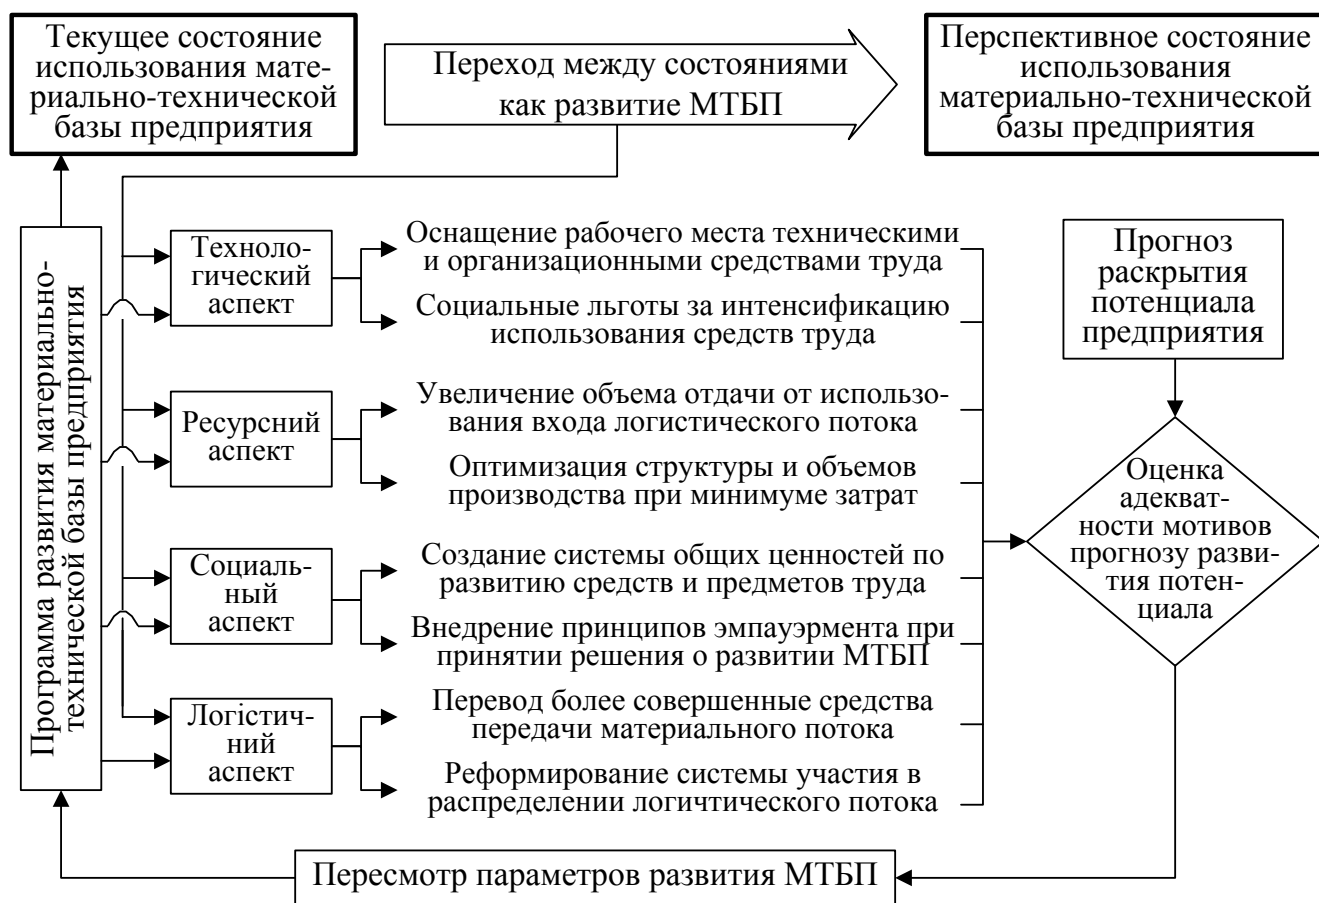 Текущее состояние
использования мате-
риально-технической
базы предприятия
Переход между состояниями
как развитие МТБП
Перспективное состояние
использования
материально-технической
базы предприятия
Программа развития материально-
технической базы предприятия
Техноло-
гический
аспект
Оснащение рабочего места техническими
и организационными средствами труда
Социальные льготы за интенсификацию
использования средств труда
Ресурсний
аспект
Увеличение объема отдачи от использо-
вания входа логистического потока
Оптимизация структуры и объемов
производства при минимуме затрат
Социаль-
ный
аспект
Создание системы общих ценностей по
развитию средств и предметов труда
Внедрение принципов эмпауэрмента при
принятии решения о развитии МТБП
Логістич-
ний
аспект
Перевод более совершенные средства
передачи материального потока
Реформирование системы участия в
распределении логичтического потока
Прогноз
раскрытия
потенциала
предприятия
Оценка
адекват-
ности мотивов
прогнозу разви-
тия потен-
циала
Пересмотр параметров развития МТБП